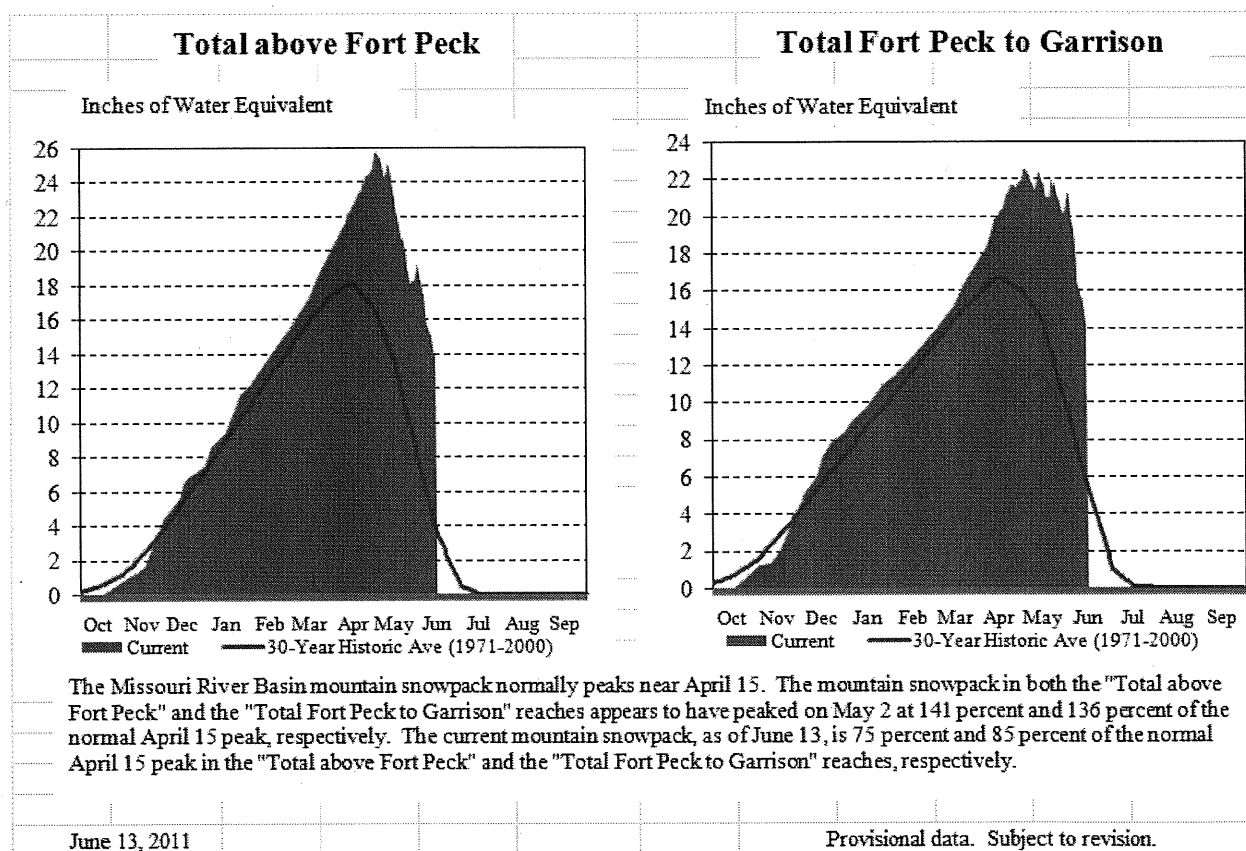 Total above Fort Peck
Inches of Water Equivalent
26
24
22
20
18
16
14
12
10
8
6
4
2
0
Oct Nov Dec Jan Feb Mar Apr May Jun Jul Aug Sep
Current 30-Year Historic Ave (1971-2000)
Total Fort Peck to Garrison
Inches of Water Equivalent
24
22
20
18
16
14
12
10
8
6
4
2
0
Oct Nov Dec Jan Feb Mar Apr May Jun Jul Aug Sep
Current 30-Year Historic Ave (1971-2000)
The Missouri River Basin mountain snowpack normally peaks near April 15. The mountain snowpack in both the "Total above
Fort Peck" and the "Total Fort Peck to Garrison" reaches appears to have peaked on May 2 at 141 percent and 136 percent of the
normal April 15 peak, respectively. The current mountain snowpack, as of June 13, is 75 percent and 85 percent of the normal
April 15 peak in the "Total above Fort Peck" and the "Total Fort Peck to Garrison" reaches, respectively.
June 13, 2011
Provisional data. Subject to revision.